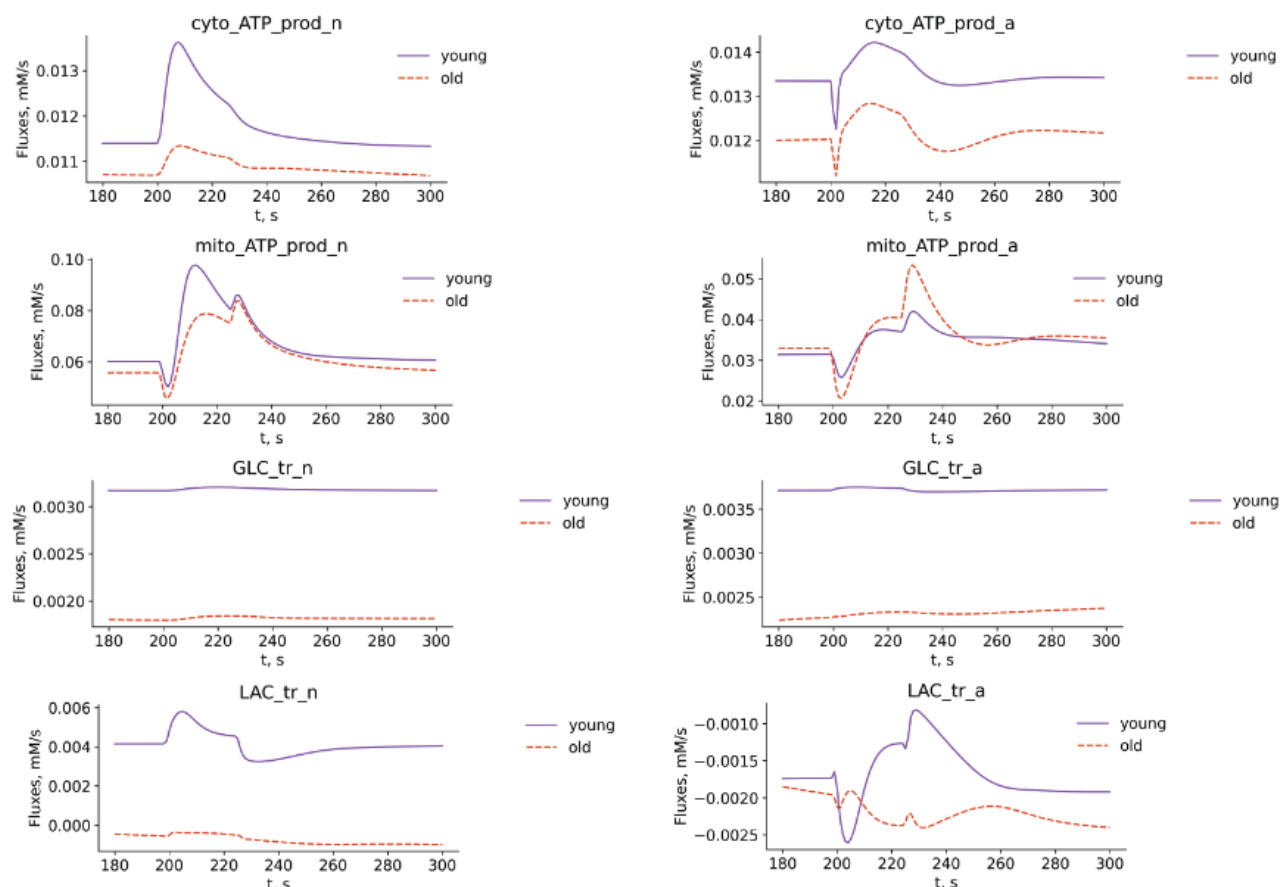 cyto_ATP_prod_n
Fluxes, mM/s
0.013
0.012
0.011
180 200 220 240 260 280 300
t, s
young
old
cyto_ATP_prod_a
Fluxes, mM/s
0.014
0.013
0.012
180 200 220 240 260 280 300
t, s
young
old
mito_ATP_prod_n
Fluxes, mM/s
0.10
0.08
0.06
180 200 220 240 260 280 300
t, s
young
old
mito_ATP_prod_a
Fluxes, mM/s
0.05
0.04
0.03
0.02
180 200 220 240 260 280 300
t, s
young
old
GLC_tr_n
Fluxes, mM/s
0.0030
0.0025
0.0020
180 200 220 240 260 280 300
t, s
young
old
GLC_tr_a
Fluxes, mM/s
0.0035
0.0030
0.0025
180 200 220 240 260 280 300
t, s
young
old
LAC_tr_n
Fluxes, mM/s
0.006
0.004
0.002
0.000
180 200 220 240 260 280 300
t, s
young
old
LAC_tr_a
Fluxes, mM/s
−0.0010
−0.0015
−0.0020
−0.0025
180 200 220 240 260 280 300
t, s
young
old